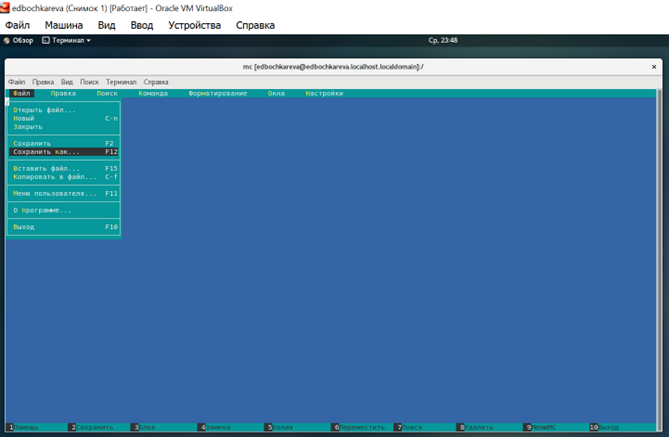 edbochkareva (Снимок 1) [Работает] - Oracle VM VirtualBox
Файл Машина Вид Ввод Устройства Справка
Обзор Терминал Ср, 23:48
mc [edbochkareva@edbochkareva.localhost.localdomain]:/
Файл Правка Вид Поиск Терминал Справка
Файл Правка Поиск Команда Форматирование Окна Настройки
Открыть файл...
Новый C-n
Закрыть
Сохранить F2
Сохранить как... F12
Вставить файл... F15
Копировать в файл... C-f
Меню пользователя... F11
О программе...
Выход F10
1Помощь 2Сохранить 3Блок 4Замена 5Копия 6Переместить 7Поиск 8Удалить 9МенюMC 10Выход